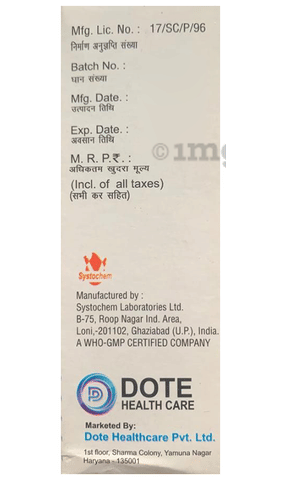 Mfg. Lic. No.: 17/SC/P/96
निर्माण अनुज्ञप्ति संख्या
Batch No. :
घान संख्या
Mfg. Date. :
उत्पादन तिथि
Exp. Date. :
अवसान तिथि
M. R. P.₹. :
अधिकतम खुदरा मूल्य
(Incl. of all taxes)
(सभी कर सहित)
© 1mg
Systochem
Manufactured by :
Systochem Laboratories Ltd.
B-75, Roop Nagar Ind. Area,
Loni,-201102, Ghaziabad (U.P.), India.
A WHO-GMP CERTIFIED COMPANY
D DOTE
HEALTH CARE
Marketed By:
Dote Healthcare Pvt. Ltd.
1st floor, Sharma Colony, Yamuna Nagar
Haryana - 135001